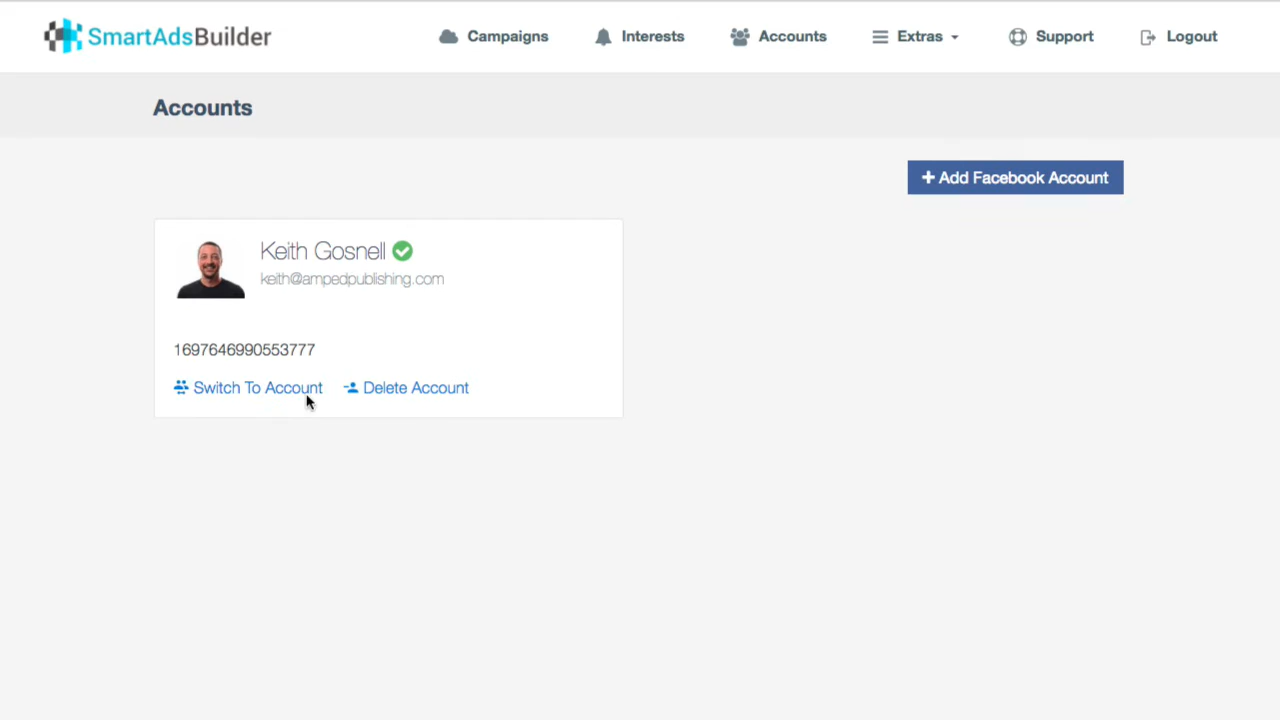 SmartAdsBuilder
Campaigns
Interests
Accounts
Extras
Support
Logout
Accounts
+ Add Facebook Account
Keith Gosnell
keith@ampedpublishing.com
1697646990553777
Switch To Account
Delete Account